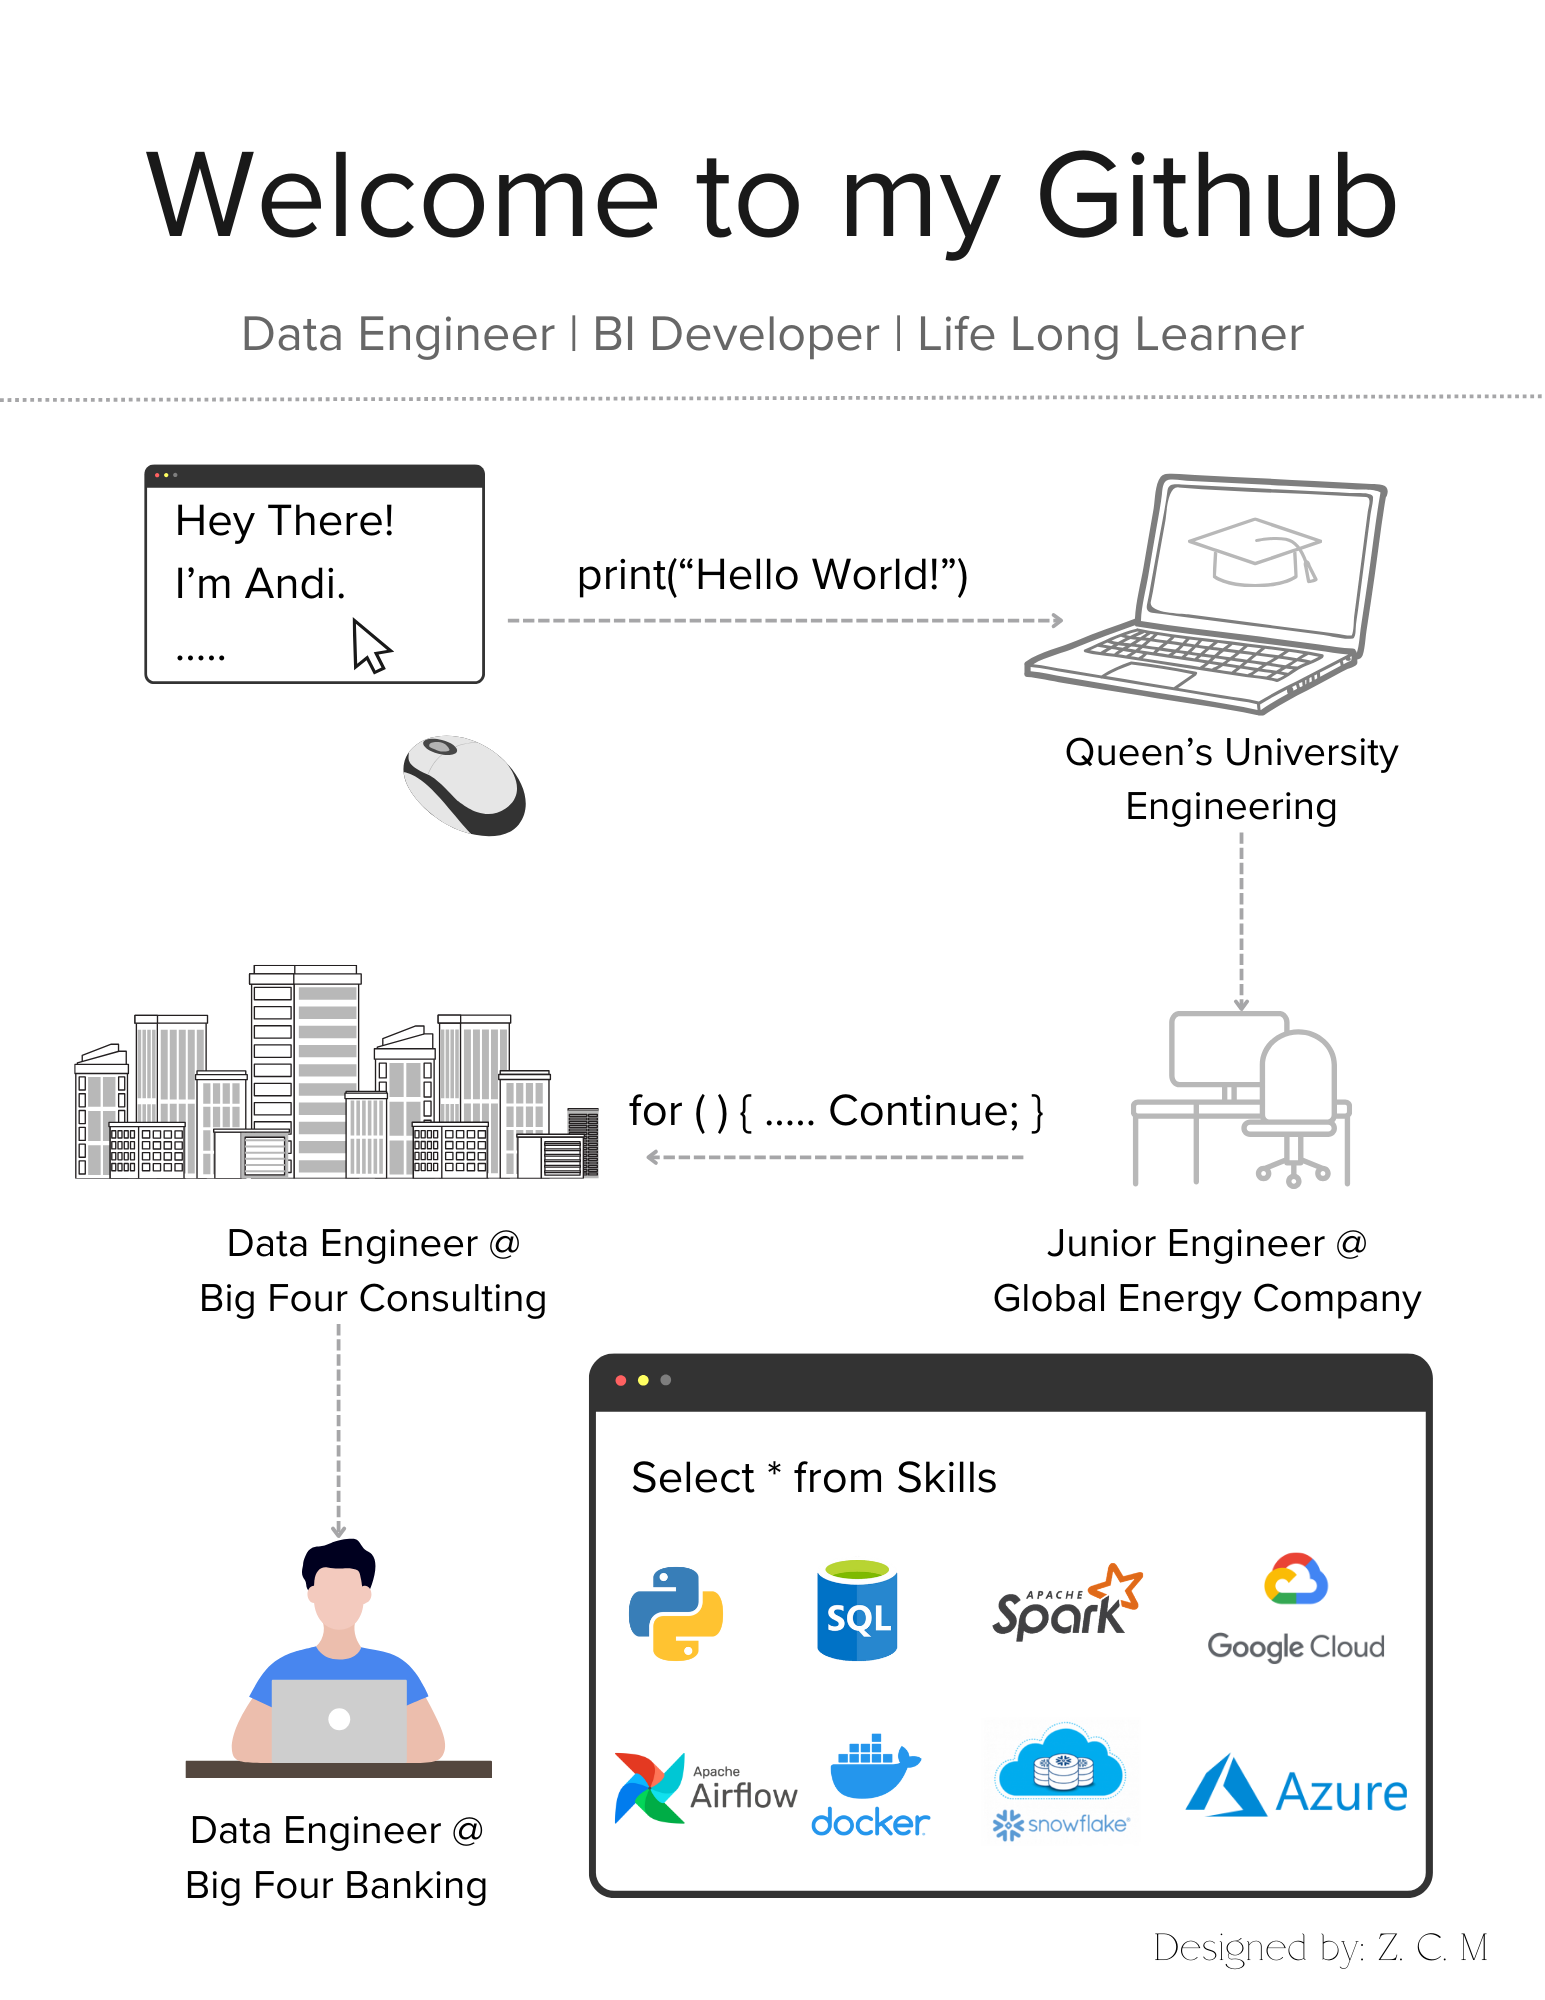 Welcome to my Github
Data Engineer | BI Developer | Life Long Learner
Hey There!
I’m Andi.
.....
print(“Hello World!”)
Queen’s University
Engineering
for ( ) { ..... Continue; }
Data Engineer @
Big Four Consulting
Junior Engineer @
Global Energy Company
Select * from Skills
SQL
APACHE
Spark
Google Cloud
Apache
Airflow
docker
snowflake®
Azure
Data Engineer @
Big Four Banking
Designed by: Z. C. M